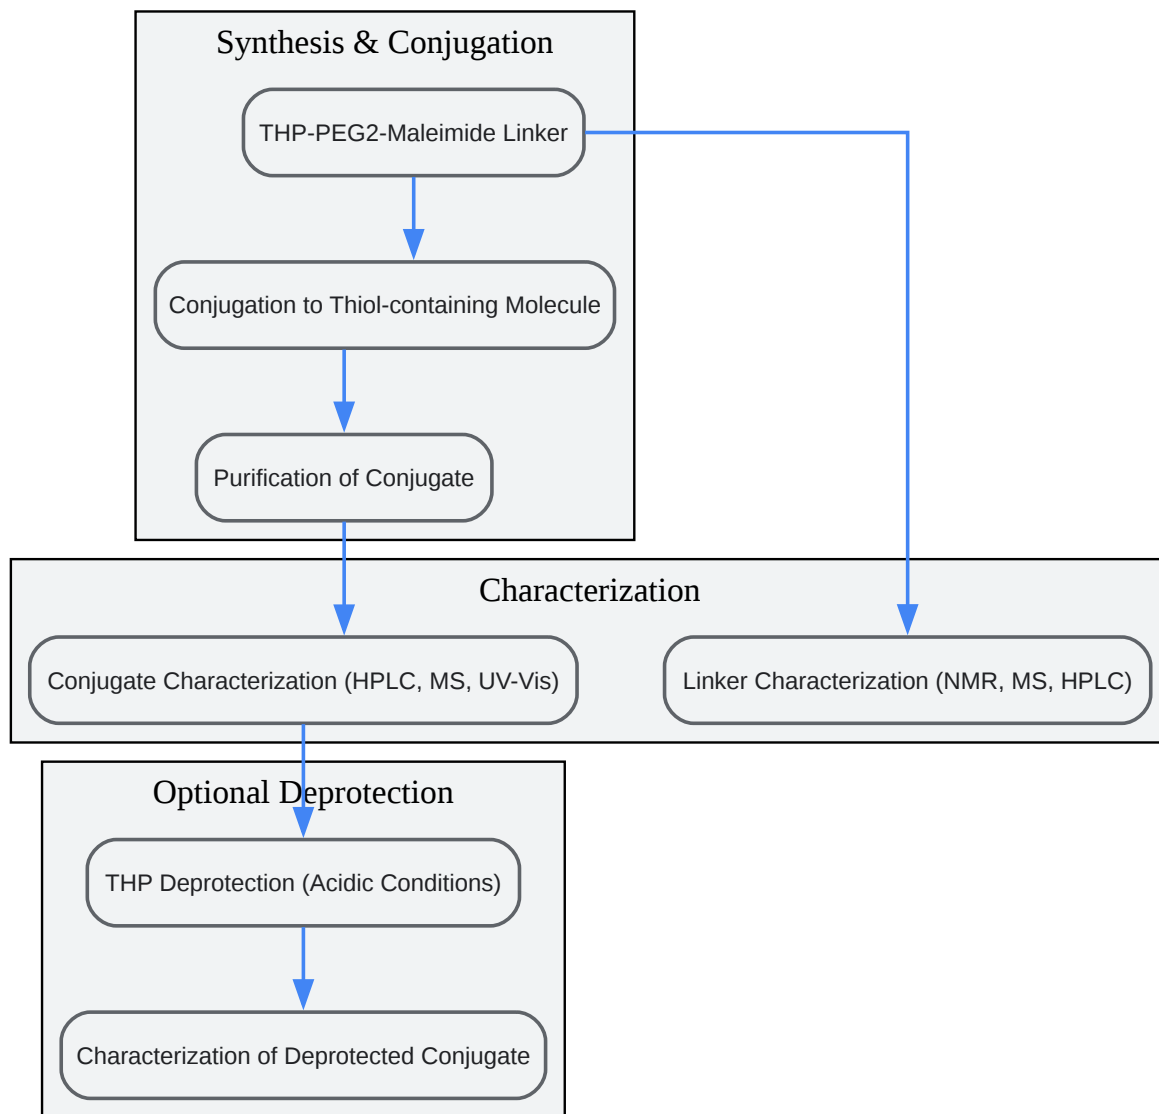 Synthesis & Conjugation
THP-PEG2-Maleimide Linker
Conjugation to Thiol-containing Molecule
Purification of Conjugate
Characterization
Conjugate Characterization (HPLC, MS, UV-Vis)
Linker Characterization (NMR, MS, HPLC)
Optional Deprotection
THP Deprotection (Acidic Conditions)
Characterization of Deprotected Conjugate